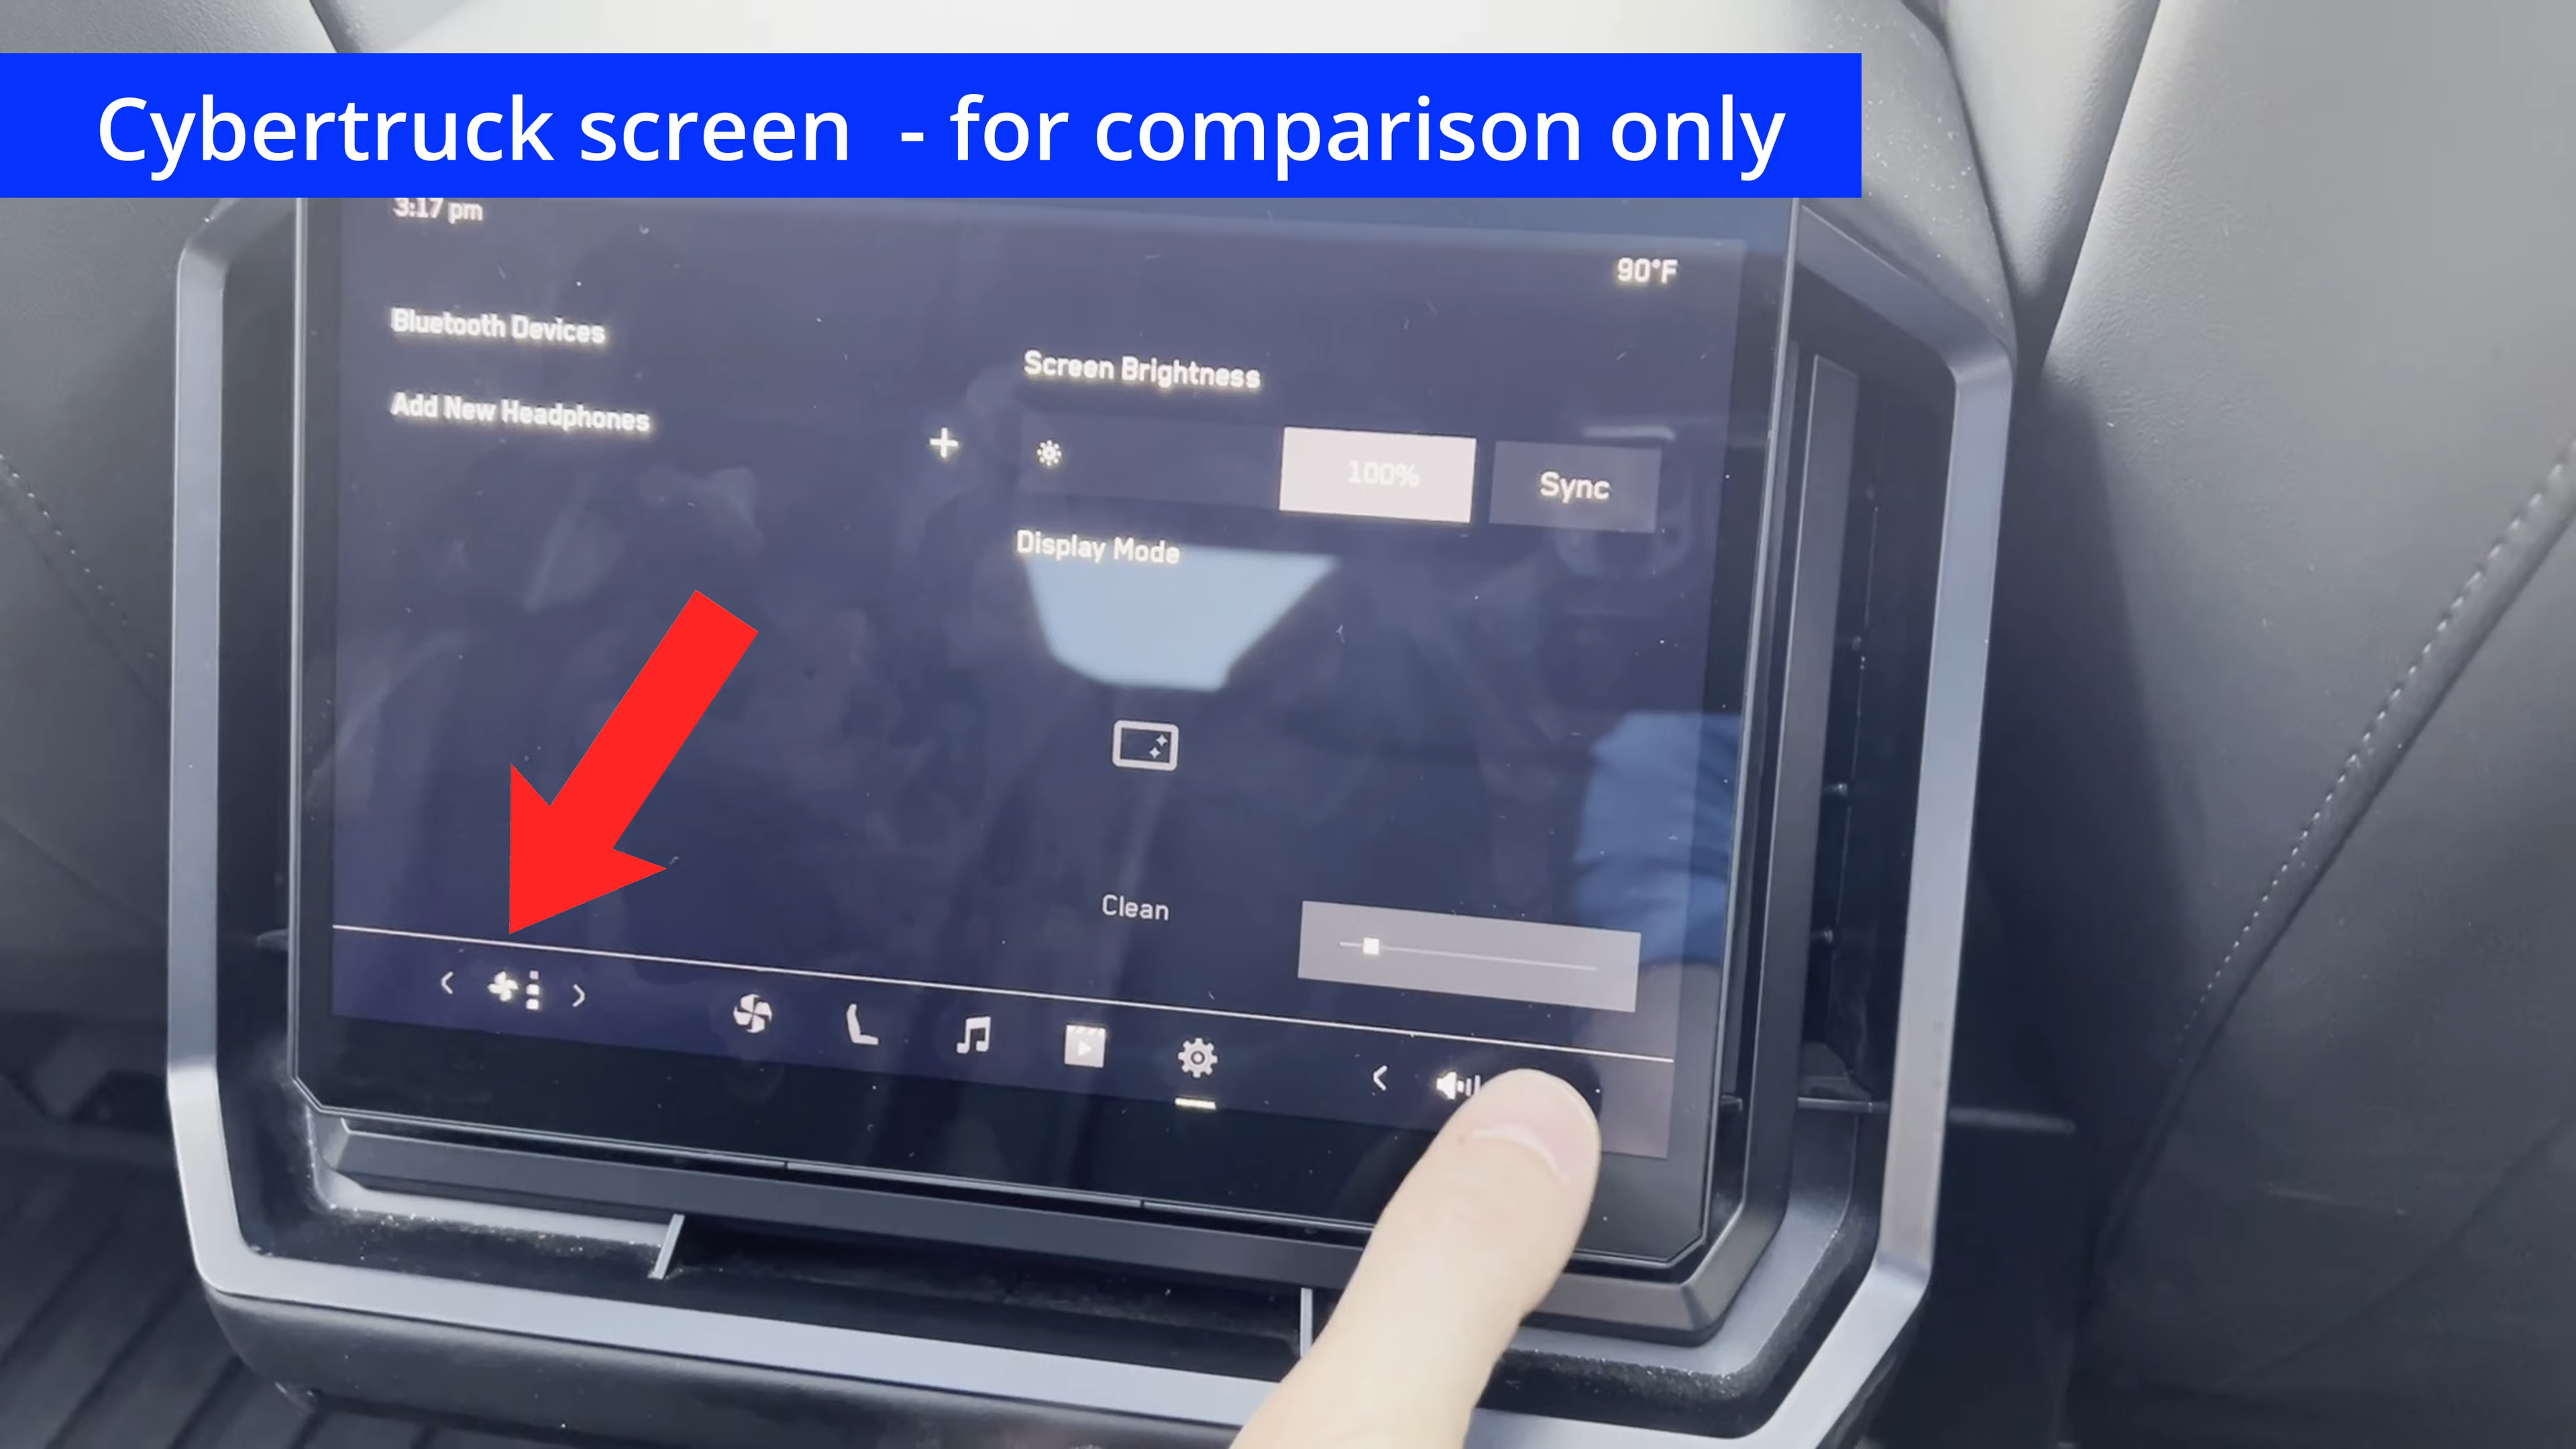 Cybertruck screen - for comparison only
3:17 pm
90°F
Bluetooth Devices
Screen Brightness
Add New Headphones
100%
Sync
Display Mode
Clean